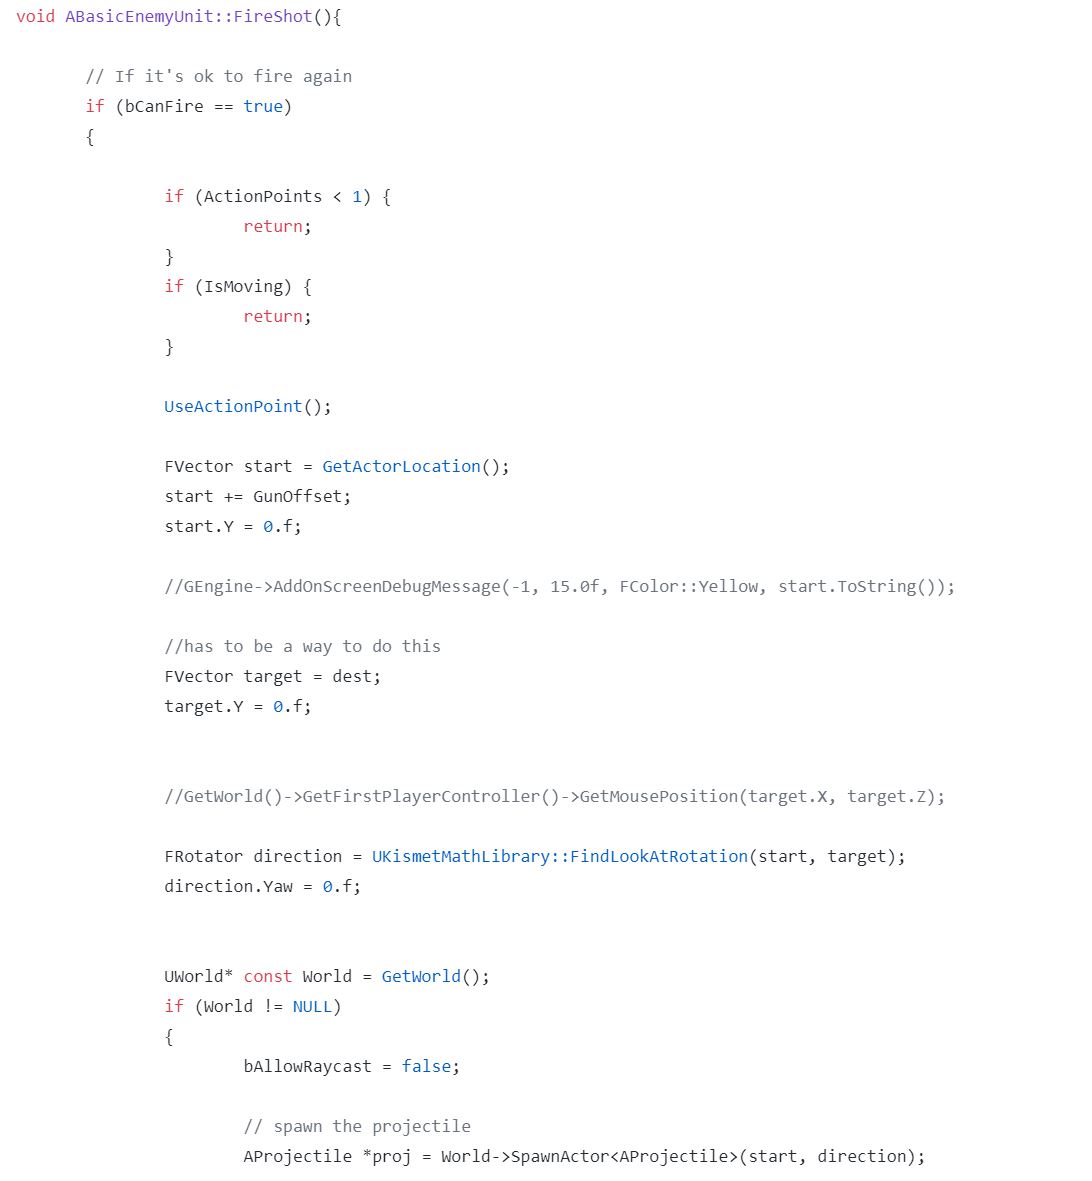 void ABasicEnemyUnit::FireShot(){
// If it's ok to fire again
if (bCanFire == true)
{
if (ActionPoints < 1) {
return;
}
if (IsMoving) {
return;
}
UseActionPoint();
FVector start = GetActorLocation();
start += GunOffset;
start.Y = 0.f;
//GEngine->AddOnScreenDebugMessage(-1, 15.0f, FColor::Yellow, start.ToString());
//has to be a way to do this
FVector target = dest;
target.Y = 0.f;
//GetWorld()->GetFirstPlayerController()->GetMousePosition(target.X, target.Z);
FRotator direction = UKismetMathLibrary::FindLookAtRotation(start, target);
direction.Yaw = 0.f;
UWorld* const World = GetWorld();
if (World != NULL)
{
bAllowRaycast = false;
// spawn the projectile
AProjectile *proj = World->SpawnActor<AProjectile>(start, direction);